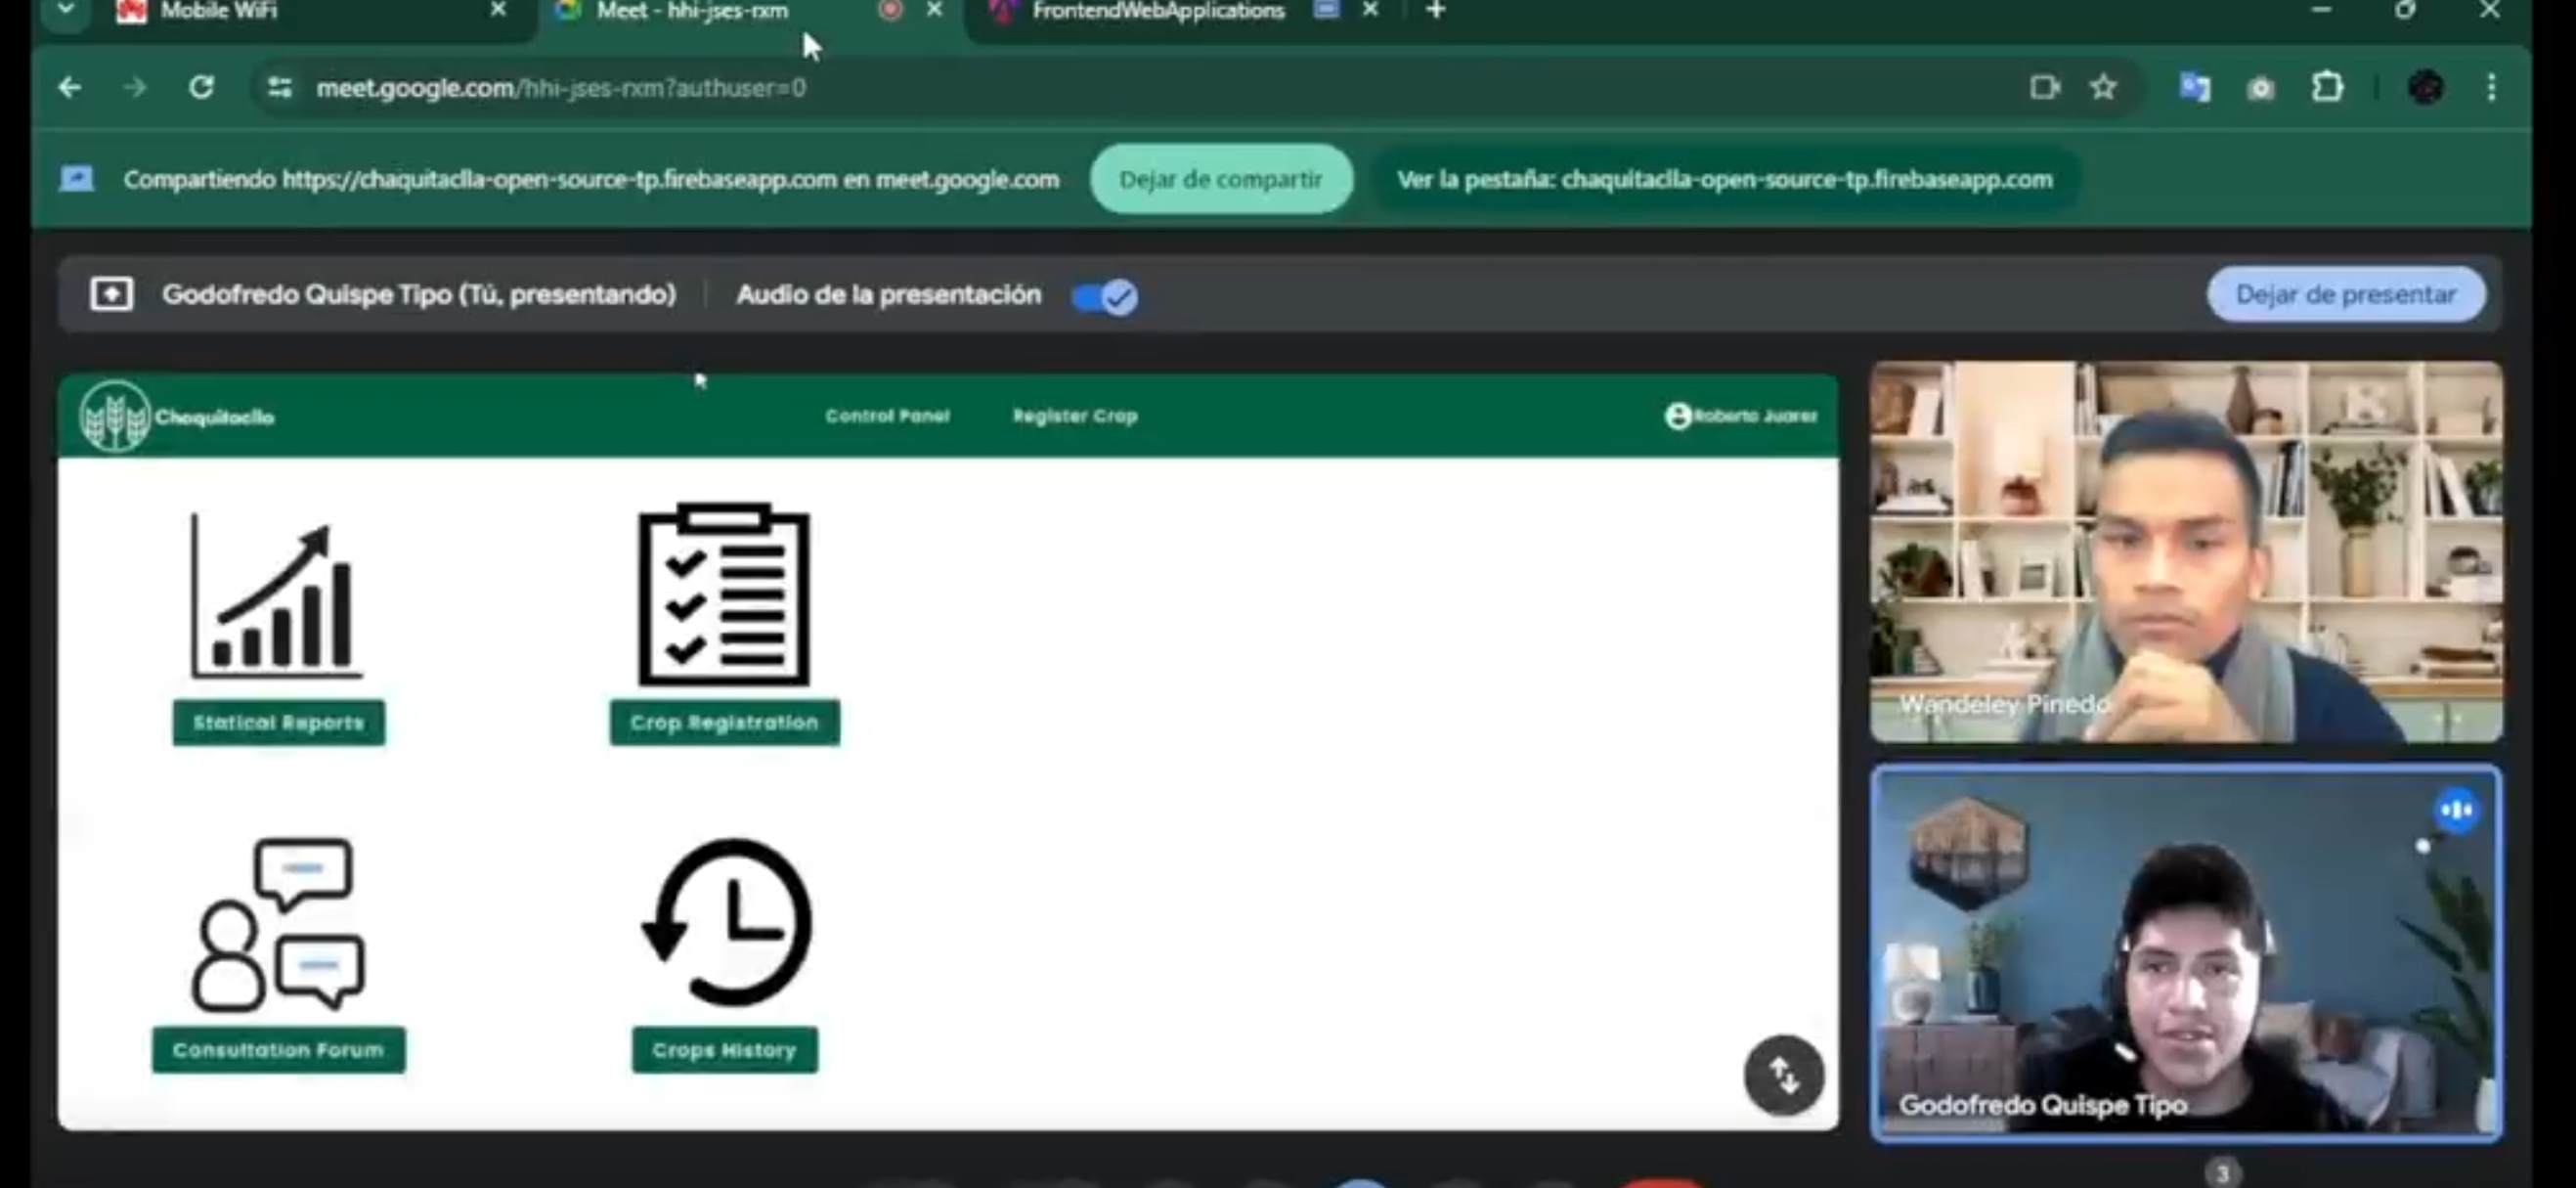 Mobile WiFi
Meet - hhi-jses-rxm
FrontendWebApplications
meet.google.com/hhi-jses-rxm?authuser=0
Compartiendo https://chaquitaclla-open-source-tp.firebaseapp.com en meet.google.com
Dejar de compartir
Ver la pestaña: chaquitaclla-open-source-tp.firebaseapp.com
Godofredo Quispe Tipo (Tú, presentando)
Audio de la presentación
Dejar de presentar
Chaquitaclla
Control Panel
Register Crop
Roberto Juarez
Statical Reports
Crop Registration
Consultation Forum
Crops History
Wandeley Pinedo
Godofredo Quispe Tipo
3